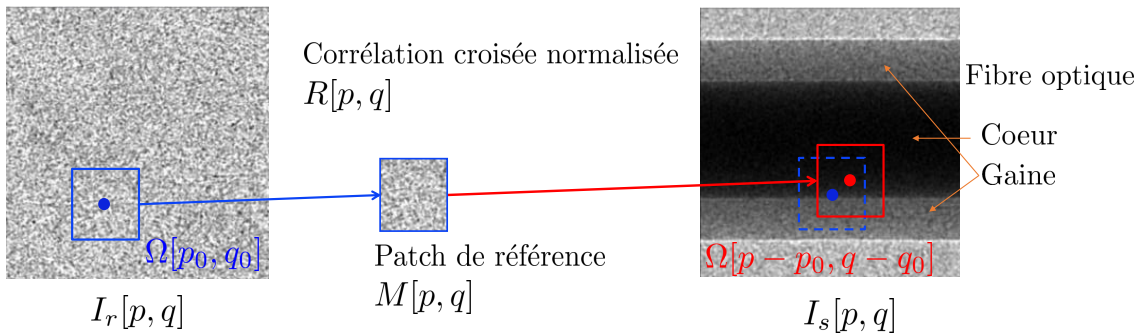 Corrélation croisée normalisée
R[p, q]
Fibre optique
Coeur
Gaine
Ω[p₀, q₀]
Patch de référence
M[p, q]
Ω[p − p₀, q − q₀]
I_r[p, q]
I_s[p, q]